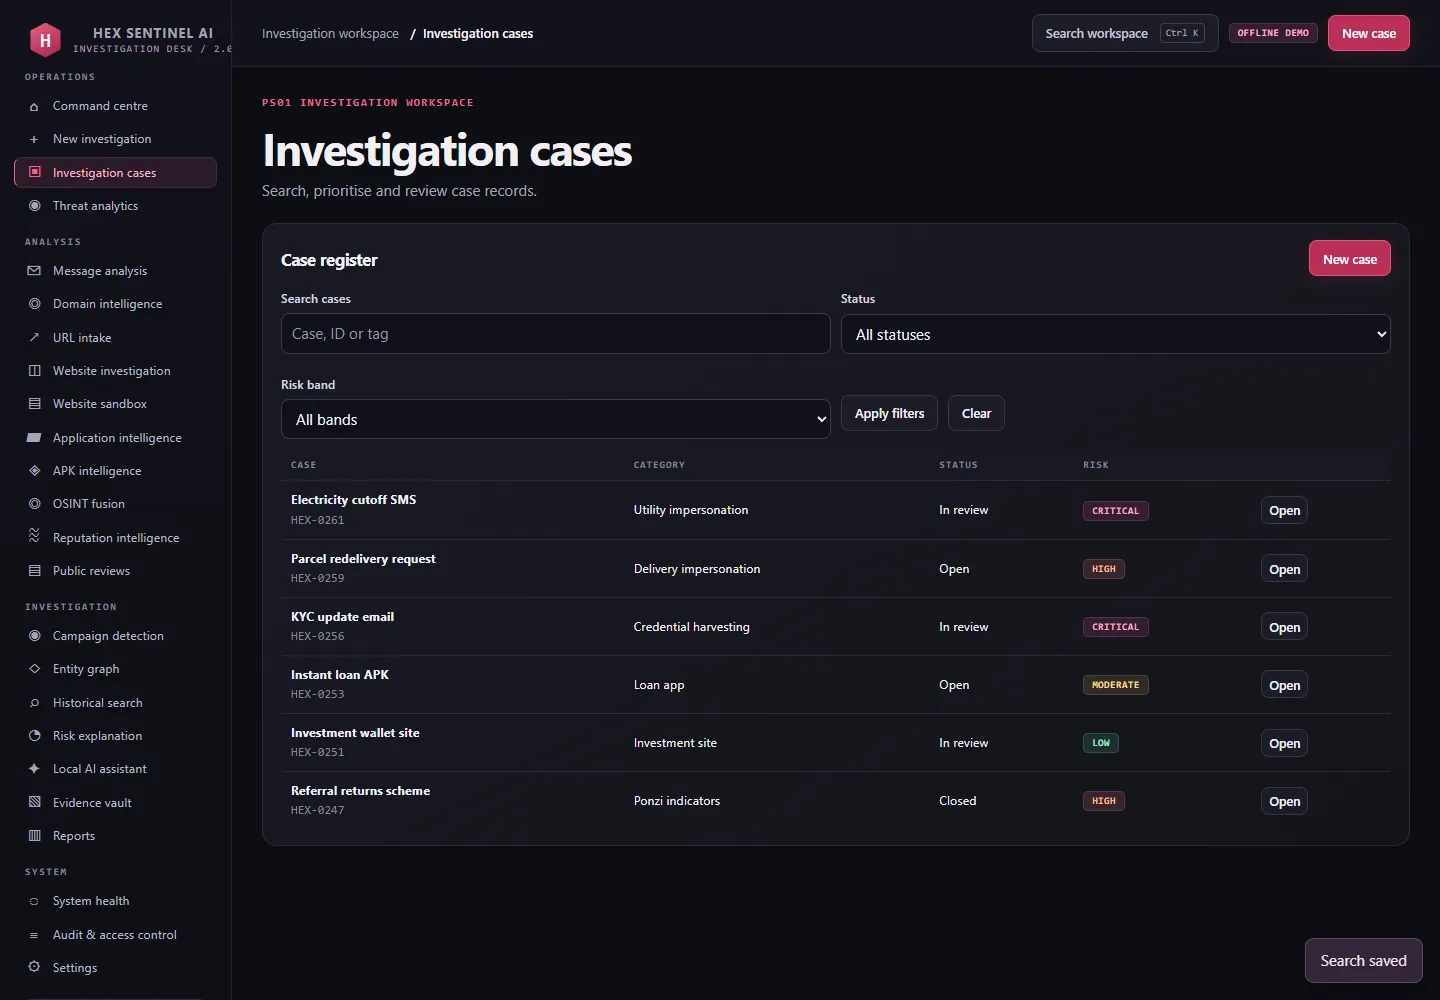 H
HEX SENTINEL AI
INVESTIGATION DESK / 2.0
OPERATIONS
Command centre
New investigation
Investigation cases
Threat analytics
ANALYSIS
Message analysis
Domain intelligence
URL intake
Website investigation
Website sandbox
Application intelligence
APK intelligence
OSINT fusion
Reputation intelligence
Public reviews
INVESTIGATION
Campaign detection
Entity graph
Historical search
Risk explanation
Local AI assistant
Evidence vault
Reports
SYSTEM
System health
Audit & access control
Settings
Investigation workspace / Investigation cases
Search workspace Ctrl K
OFFLINE DEMO
New case
PS01 INVESTIGATION WORKSPACE
Investigation cases
Search, prioritise and review case records.
Case register
New case
Search cases
Case, ID or tag
Status
All statuses
Risk band
All bands
Apply filters
Clear
CASE CATEGORY STATUS RISK
Electricity cutoff SMS
HEX-0261
Utility impersonation
In review
CRITICAL
Open
Parcel redelivery request
HEX-0259
Delivery impersonation
Open
HIGH
Open
KYC update email
HEX-0256
Credential harvesting
In review
CRITICAL
Open
Instant loan APK
HEX-0253
Loan app
Open
MODERATE
Open
Investment wallet site
HEX-0251
Investment site
In review
LOW
Open
Referral returns scheme
HEX-0247
Ponzi indicators
Closed
HIGH
Open
Search saved